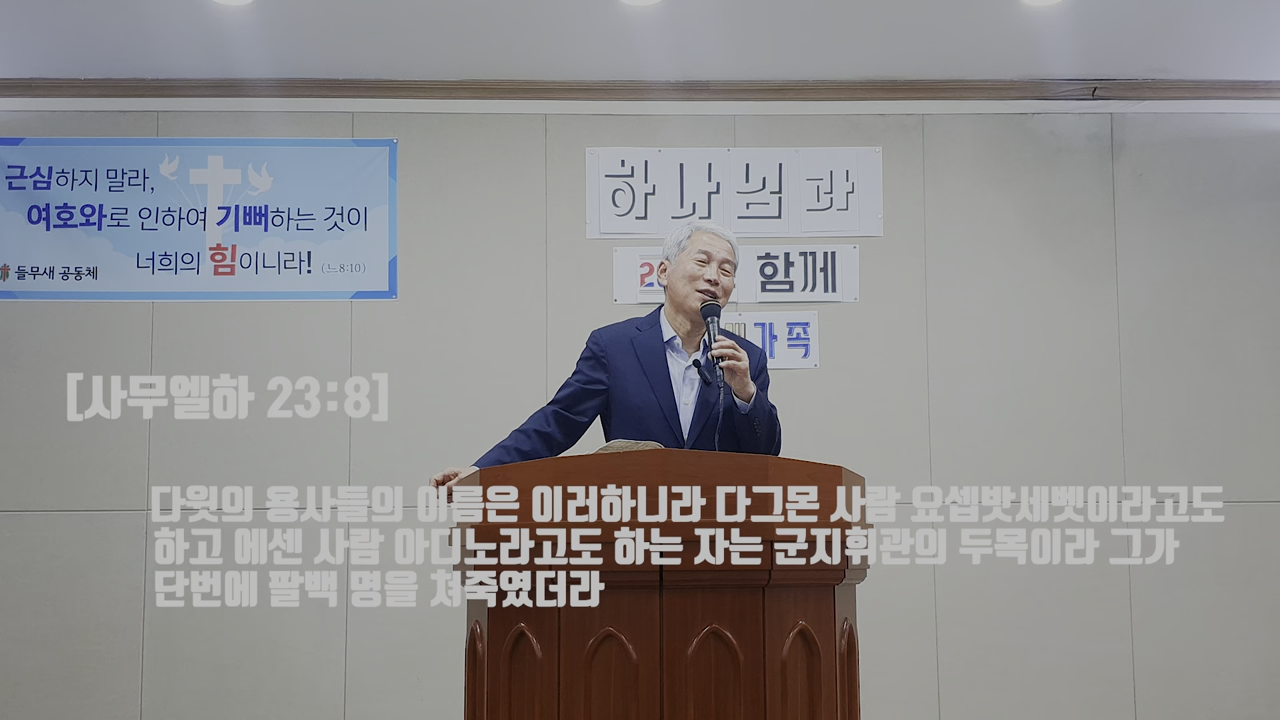 근심하지 말라,
여호와로 인하여 기뻐하는 것이
너희의 힘이니라! (느8:10)
들무새 공동체
하나님과
함께
가족
[사무엘하 23:8]
다윗의 용사들의 이름은 이러하니라 다그몬 사람 요셉밧세벳이라고도
하고 에센 사람 아디노라고도 하는 자는 군지휘관의 두목이라 그가
단번에 팔백 명을 쳐죽였더라